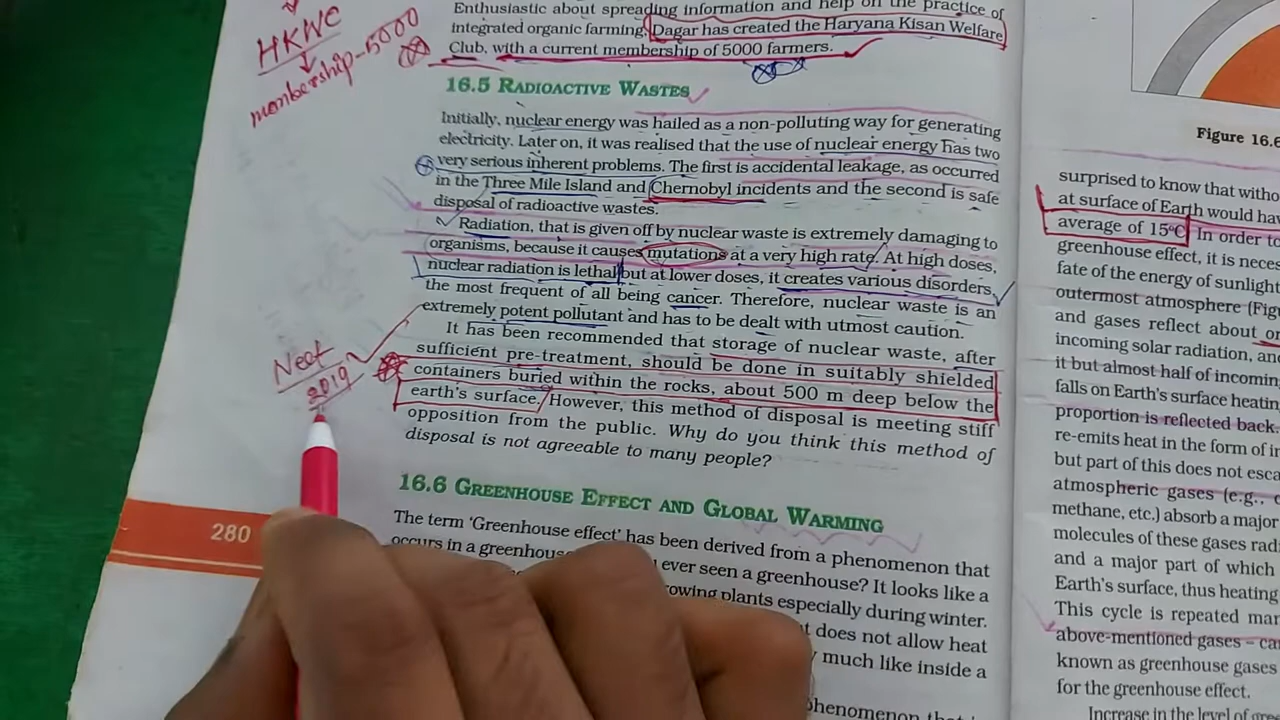 Enthusiastic about spreading information and help on the practice of
integrated organic farming, Dagar has created the Haryana Kisan Welfare
Club, with a current membership of 5000 farmers.
HKWC
membership-5000
16.5 RADIOACTIVE WASTES
Initially, nuclear energy was hailed as a non-polluting way for generating
electricity. Later on, it was realised that the use of nuclear energy has two
very serious inherent problems. The first is accidental leakage, as occurred
in the Three Mile Island and Chernobyl incidents and the second is safe
disposal of radioactive wastes.
Radiation, that is given off by nuclear waste is extremely damaging to
organisms, because it causes mutations at a very high rate. At high doses,
nuclear radiation is lethal but at lower doses, it creates various disorders,
the most frequent of all being cancer. Therefore, nuclear waste is an
extremely potent pollutant and has to be dealt with utmost caution.
It has been recommended that storage of nuclear waste, after
sufficient pre-treatment, should be done in suitably shielded
containers buried within the rocks, about 500 m deep below the
earth's surface. However, this method of disposal is meeting stiff
opposition from the public. Why do you think this method of
disposal is not agreeable to many people?
Neet
2019
16.6 GREENHOUSE EFFECT AND GLOBAL WARMING
The term 'Greenhouse effect' has been derived from a phenomenon that
occurs in a greenhouse
ever seen a greenhouse? It looks like a
growing plants especially during winter.
does not allow heat
much like inside a
phenomenon that
280
Figure 16.6
surprised to know that witho
at surface of Earth would ha
average of 15°C. In order to
greenhouse effect, it is neces
fate of the energy of sunlight
outermost atmosphere (Fig
and gases reflect about
incoming solar radiation, and
it but almost half of incomin
falls on Earth's surface heatin
proportion is reflected back.
re-emits heat in the form of in
but part of this does not esca
atmospheric gases (e.g.,
methane, etc.) absorb a major
molecules of these gases radi
and a major part of which
Earth's surface, thus heating
This cycle is repeated mar
above-mentioned gases – ca
known as greenhouse gases
for the greenhouse effect.
Increase in the level of gre